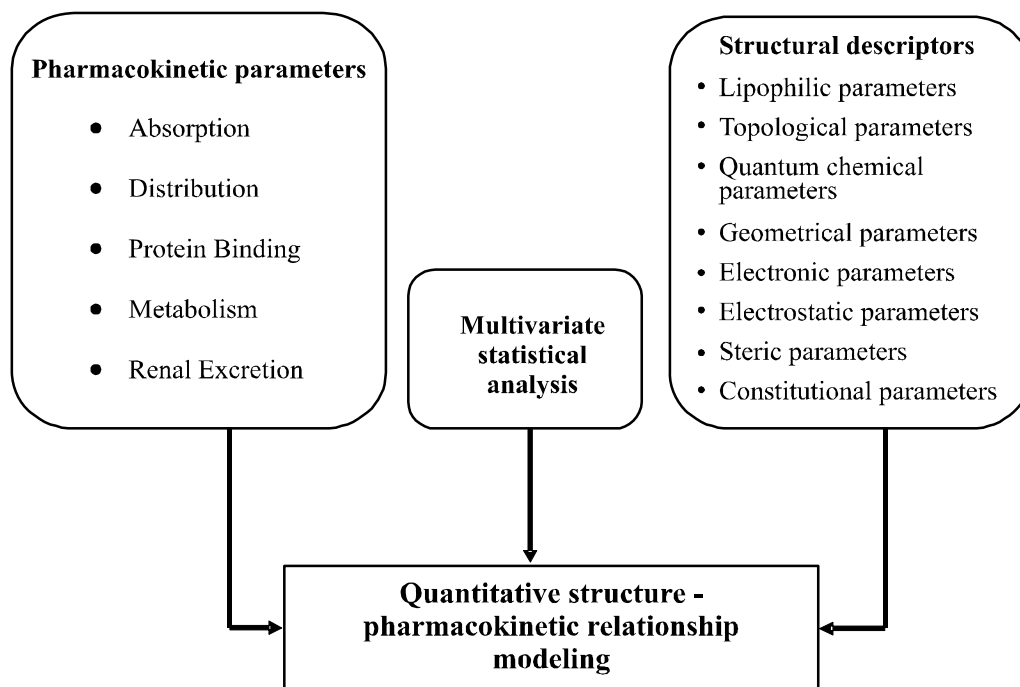 Pharmacokinetic parameters
• Absorption
• Distribution
• Protein Binding
• Metabolism
• Renal Excretion
Multivariate
statistical
analysis
Structural descriptors
• Lipophilic parameters
• Topological parameters
• Quantum chemical
parameters
• Geometrical parameters
• Electronic parameters
• Electrostatic parameters
• Steric parameters
• Constitutional parameters
Quantitative structure -
pharmacokinetic relationship
modeling